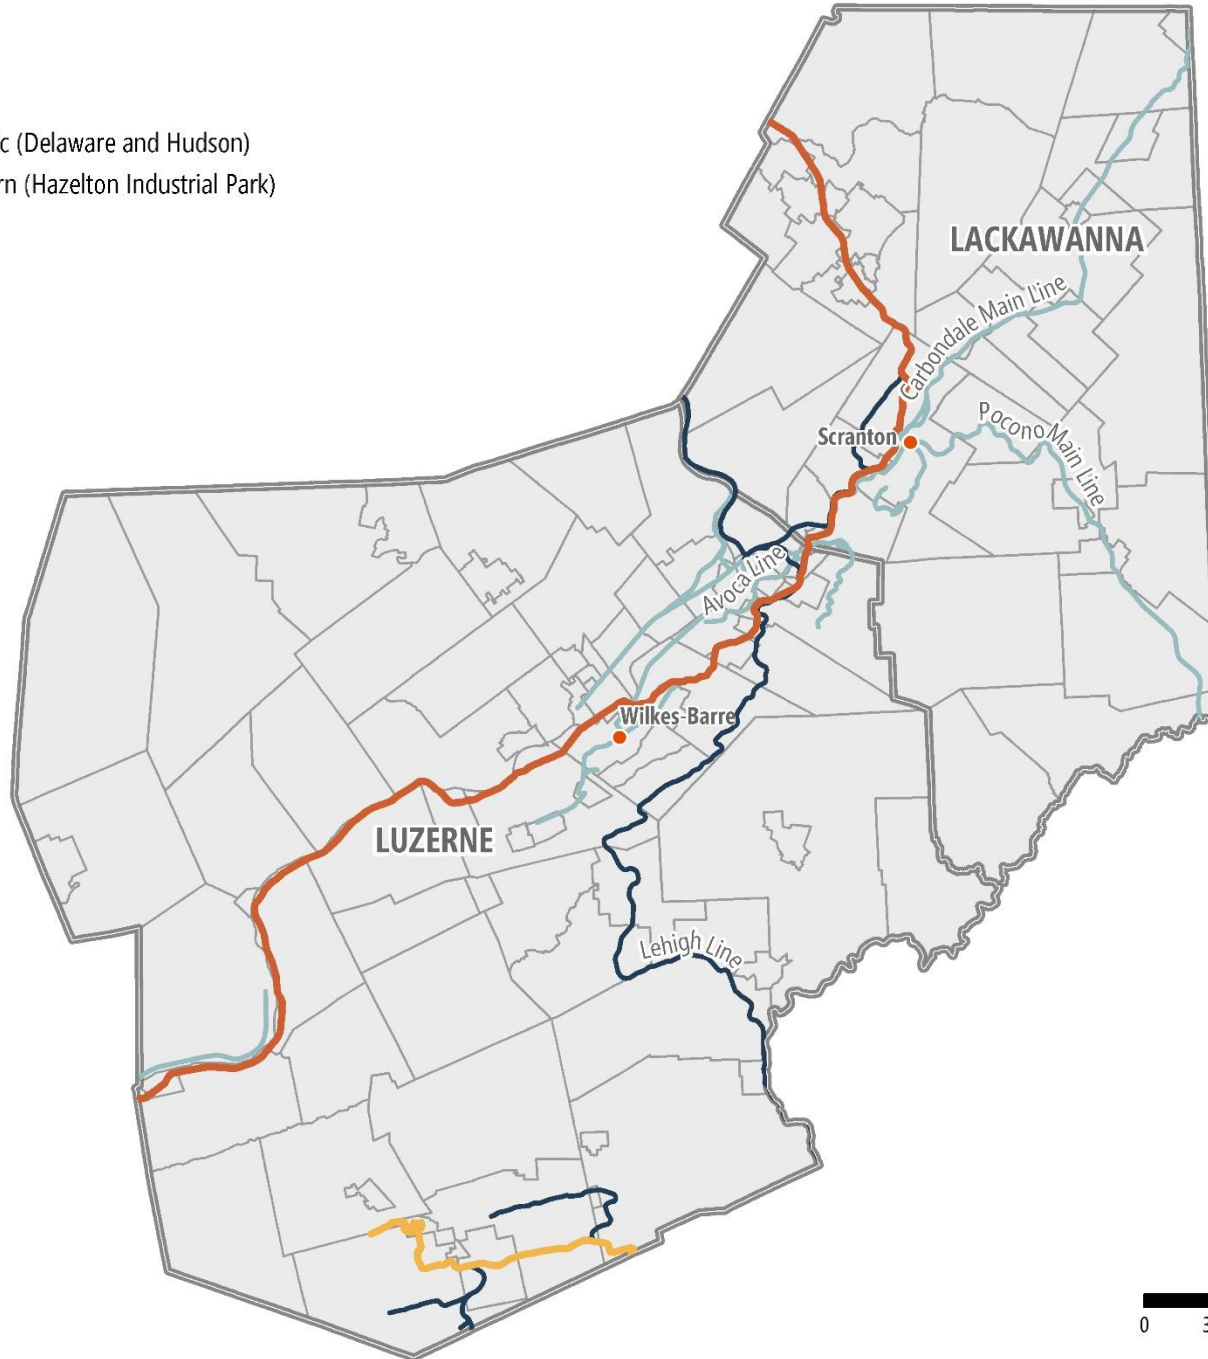 c (Delaware and Hudson)
rn (Hazelton Industrial Park)
LACKAWANNA
Carbondale Main Line
Pocono Main Line
Scranton
Avoca Line
Wilkes-Barre
LUZERNE
Lehigh Line
0 3